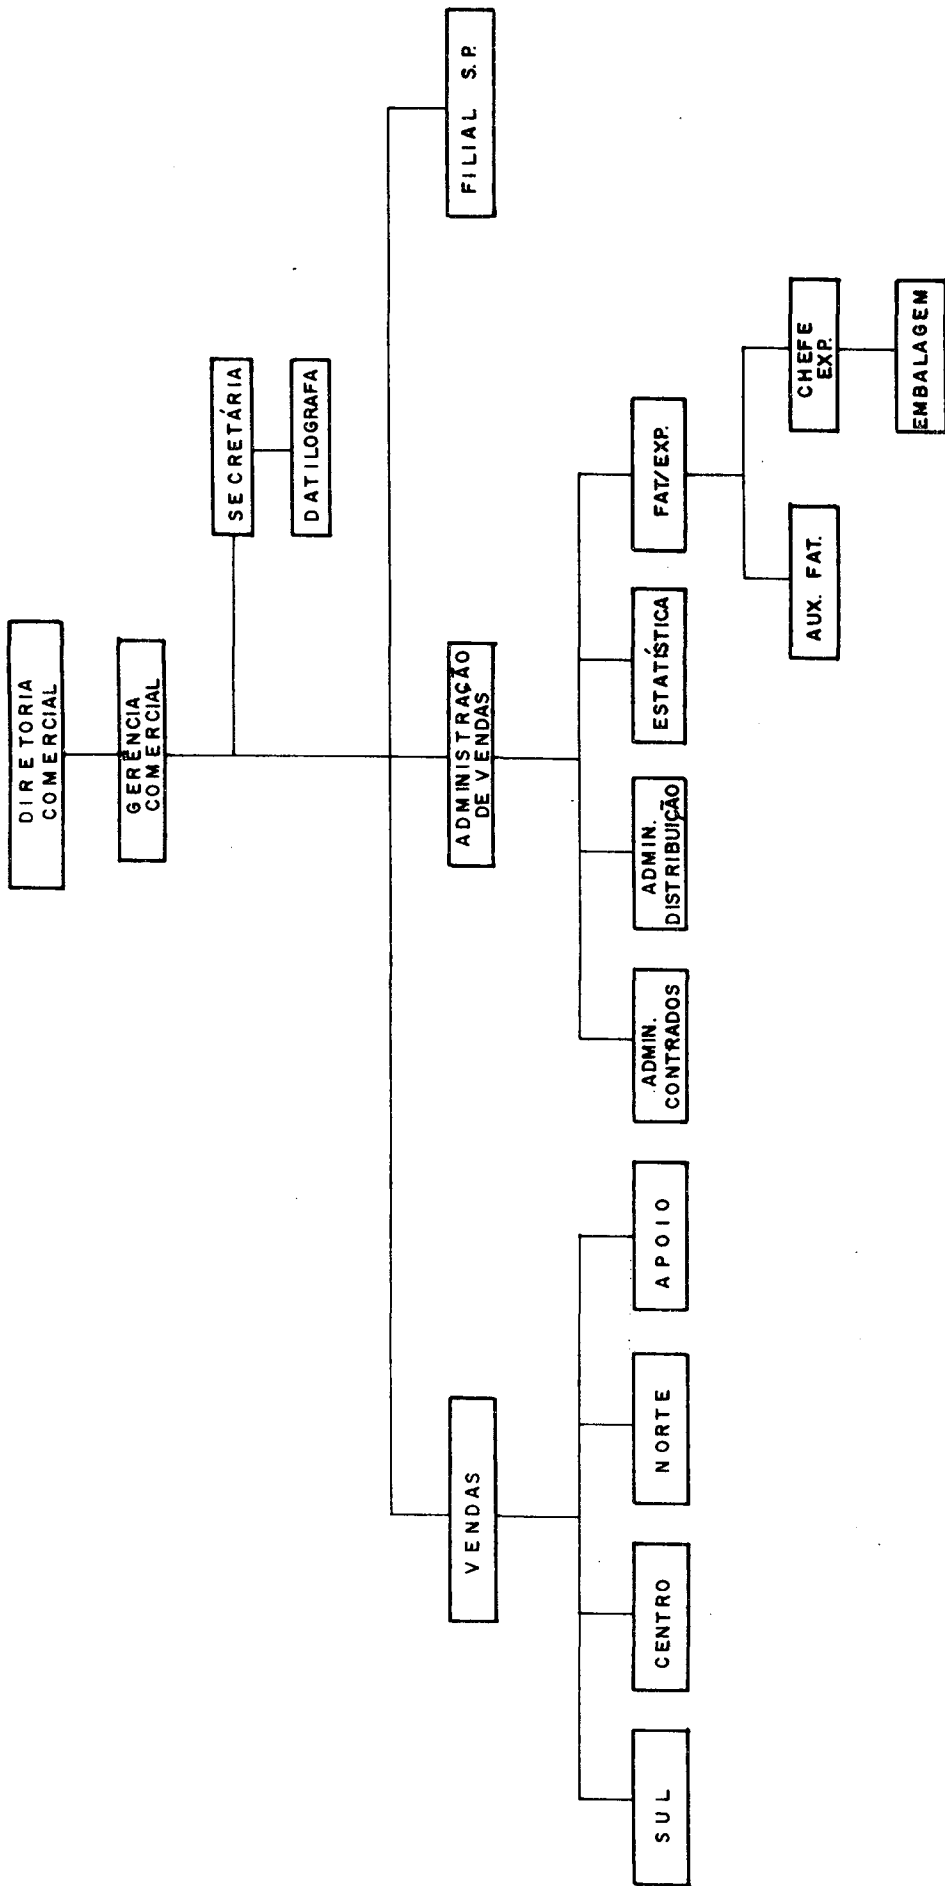 DIRETORIA
COMERCIAL
GERÊNCIA
COMERCIAL
SECRETÁRIA
DATILOGRAFA
VENDAS
ADMINISTRAÇÃO
DE VENDAS
FILIAL S.P.
SUL
CENTRO
NORTE
APOIO
ADMIN.
CONTRADOS
ADMIN.
DISTRIBUIÇÃO
ESTATÍSTICA
FAT/EXP.
AUX. FAT.
CHEFE
EXP.
EMBALAGEM